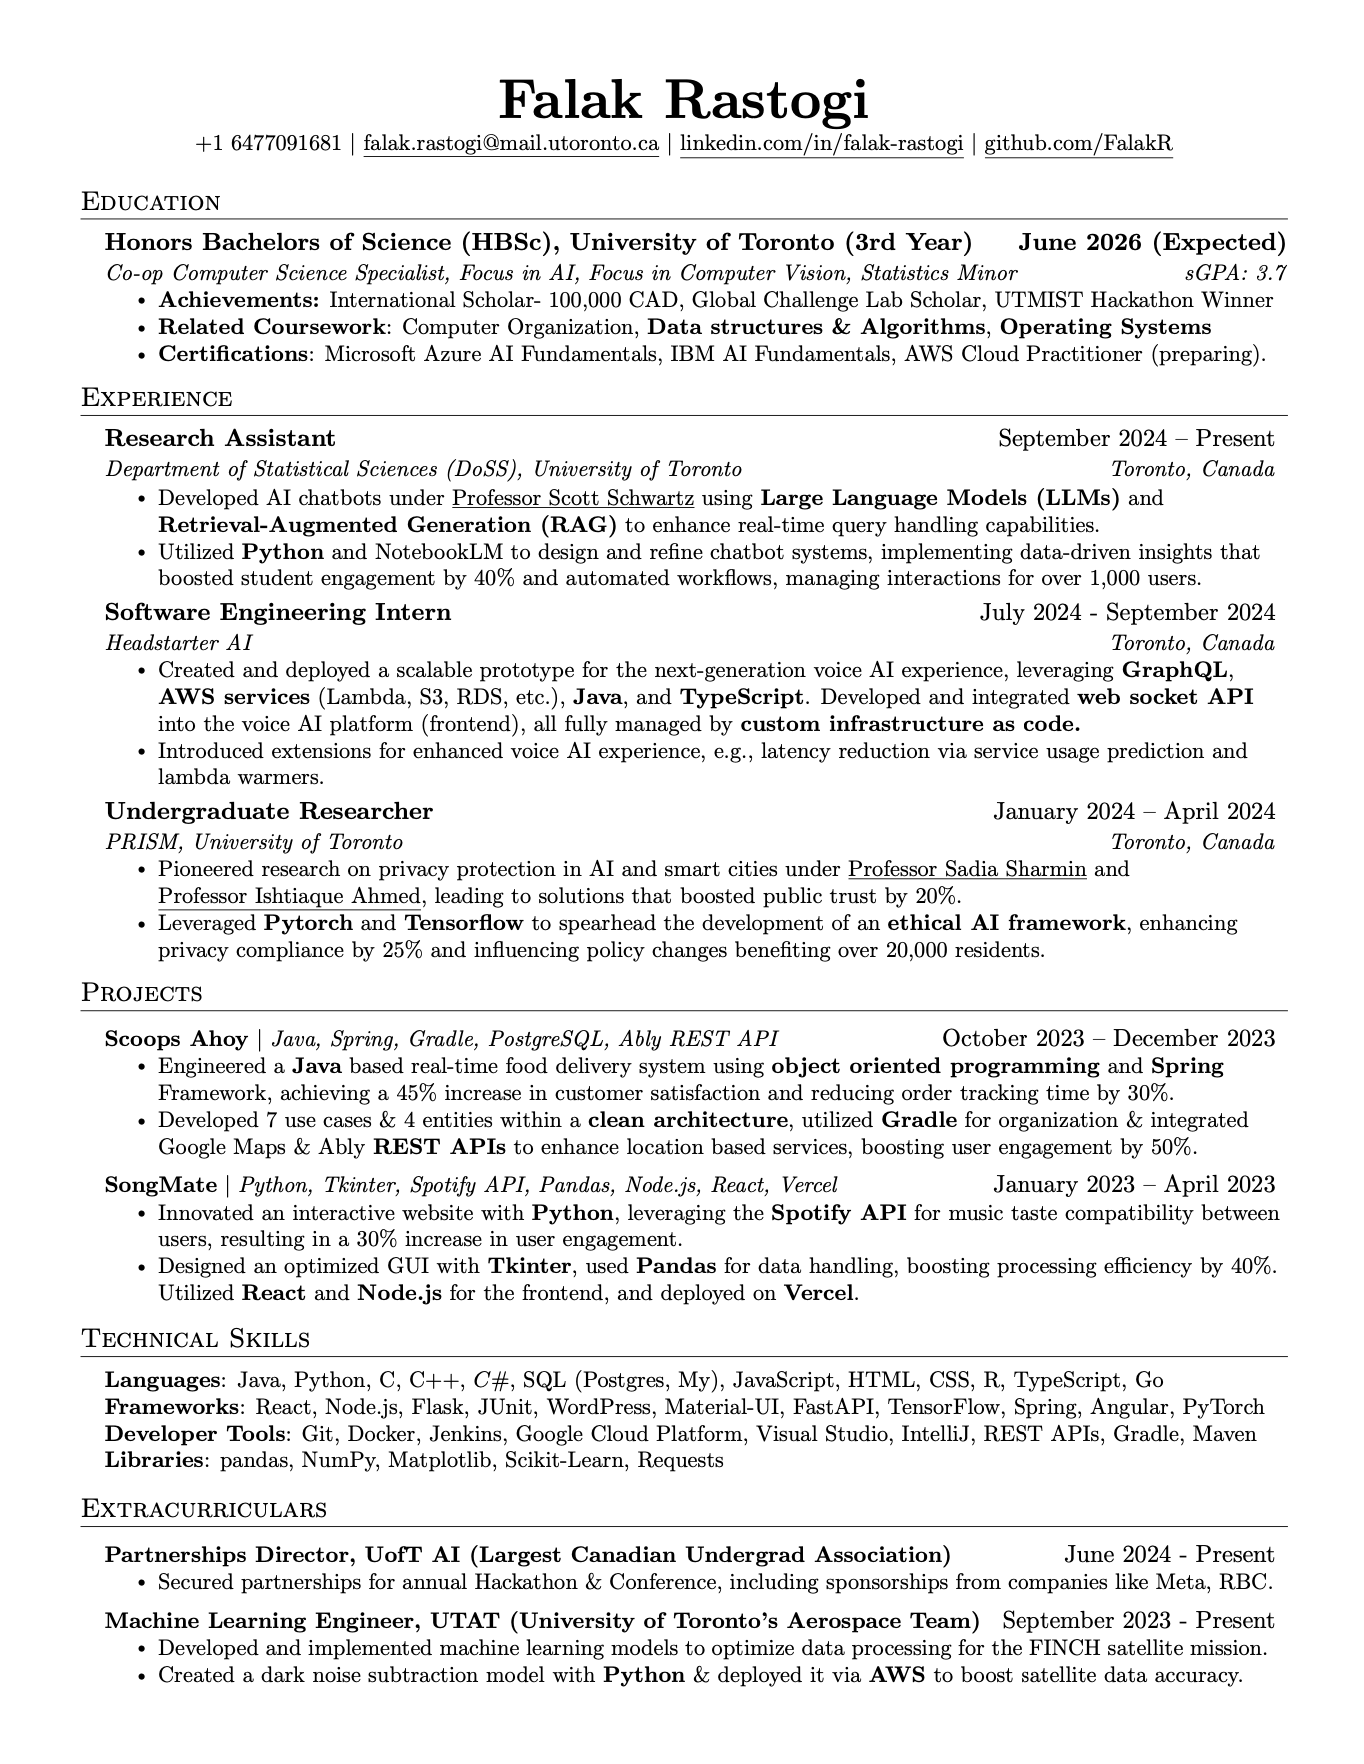 Falak Rastogi
+1 6477091681 | falak.rastogi@mail.utoronto.ca | linkedin.com/in/falak-rastogi | github.com/FalakR
Education
Honors Bachelors of Science (HBSc), University of Toronto (3rd Year) June 2026 (Expected)
Co-op Computer Science Specialist, Focus in AI, Focus in Computer Vision, Statistics Minor sGPA: 3.7
• Achievements: International Scholar- 100,000 CAD, Global Challenge Lab Scholar, UTMIST Hackathon Winner
• Related Coursework: Computer Organization, Data structures & Algorithms, Operating Systems
• Certifications: Microsoft Azure AI Fundamentals, IBM AI Fundamentals, AWS Cloud Practitioner (preparing).
Experience
Research Assistant September 2024 – Present
Department of Statistical Sciences (DoSS), University of Toronto Toronto, Canada
• Developed AI chatbots under Professor Scott Schwartz using Large Language Models (LLMs) and
Retrieval-Augmented Generation (RAG) to enhance real-time query handling capabilities.
• Utilized Python and NotebookLM to design and refine chatbot systems, implementing data-driven insights that
boosted student engagement by 40% and automated workflows, managing interactions for over 1,000 users.
Software Engineering Intern July 2024 - September 2024
Headstarter AI Toronto, Canada
• Created and deployed a scalable prototype for the next-generation voice AI experience, leveraging GraphQL,
AWS services (Lambda, S3, RDS, etc.), Java, and TypeScript. Developed and integrated web socket API
into the voice AI platform (frontend), all fully managed by custom infrastructure as code.
• Introduced extensions for enhanced voice AI experience, e.g., latency reduction via service usage prediction and
lambda warmers.
Undergraduate Researcher January 2024 – April 2024
PRISM, University of Toronto Toronto, Canada
• Pioneered research on privacy protection in AI and smart cities under Professor Sadia Sharmin and
Professor Ishtiaque Ahmed, leading to solutions that boosted public trust by 20%.
• Leveraged Pytorch and Tensorflow to spearhead the development of an ethical AI framework, enhancing
privacy compliance by 25% and influencing policy changes benefiting over 20,000 residents.
Projects
Scoops Ahoy | Java, Spring, Gradle, PostgreSQL, Ably REST API October 2023 – December 2023
• Engineered a Java based real-time food delivery system using object oriented programming and Spring
Framework, achieving a 45% increase in customer satisfaction and reducing order tracking time by 30%.
• Developed 7 use cases & 4 entities within a clean architecture, utilized Gradle for organization & integrated
Google Maps & Ably REST APIs to enhance location based services, boosting user engagement by 50%.
SongMate | Python, Tkinter, Spotify API, Pandas, Node.js, React, Vercel January 2023 – April 2023
• Innovated an interactive website with Python, leveraging the Spotify API for music taste compatibility between
users, resulting in a 30% increase in user engagement.
• Designed an optimized GUI with Tkinter, used Pandas for data handling, boosting processing efficiency by 40%.
Utilized React and Node.js for the frontend, and deployed on Vercel.
Technical Skills
Languages: Java, Python, C, C++, C#, SQL (Postgres, My), JavaScript, HTML, CSS, R, TypeScript, Go
Frameworks: React, Node.js, Flask, JUnit, WordPress, Material-UI, FastAPI, TensorFlow, Spring, Angular, PyTorch
Developer Tools: Git, Docker, Jenkins, Google Cloud Platform, Visual Studio, IntelliJ, REST APIs, Gradle, Maven
Libraries: pandas, NumPy, Matplotlib, Scikit-Learn, Requests
Extracurriculars
Partnerships Director, UofT AI (Largest Canadian Undergrad Association) June 2024 - Present
• Secured partnerships for annual Hackathon & Conference, including sponsorships from companies like Meta, RBC.
Machine Learning Engineer, UTAT (University of Toronto's Aerospace Team) September 2023 - Present
• Developed and implemented machine learning models to optimize data processing for the FINCH satellite mission.
• Created a dark noise subtraction model with Python & deployed it via AWS to boost satellite data accuracy.